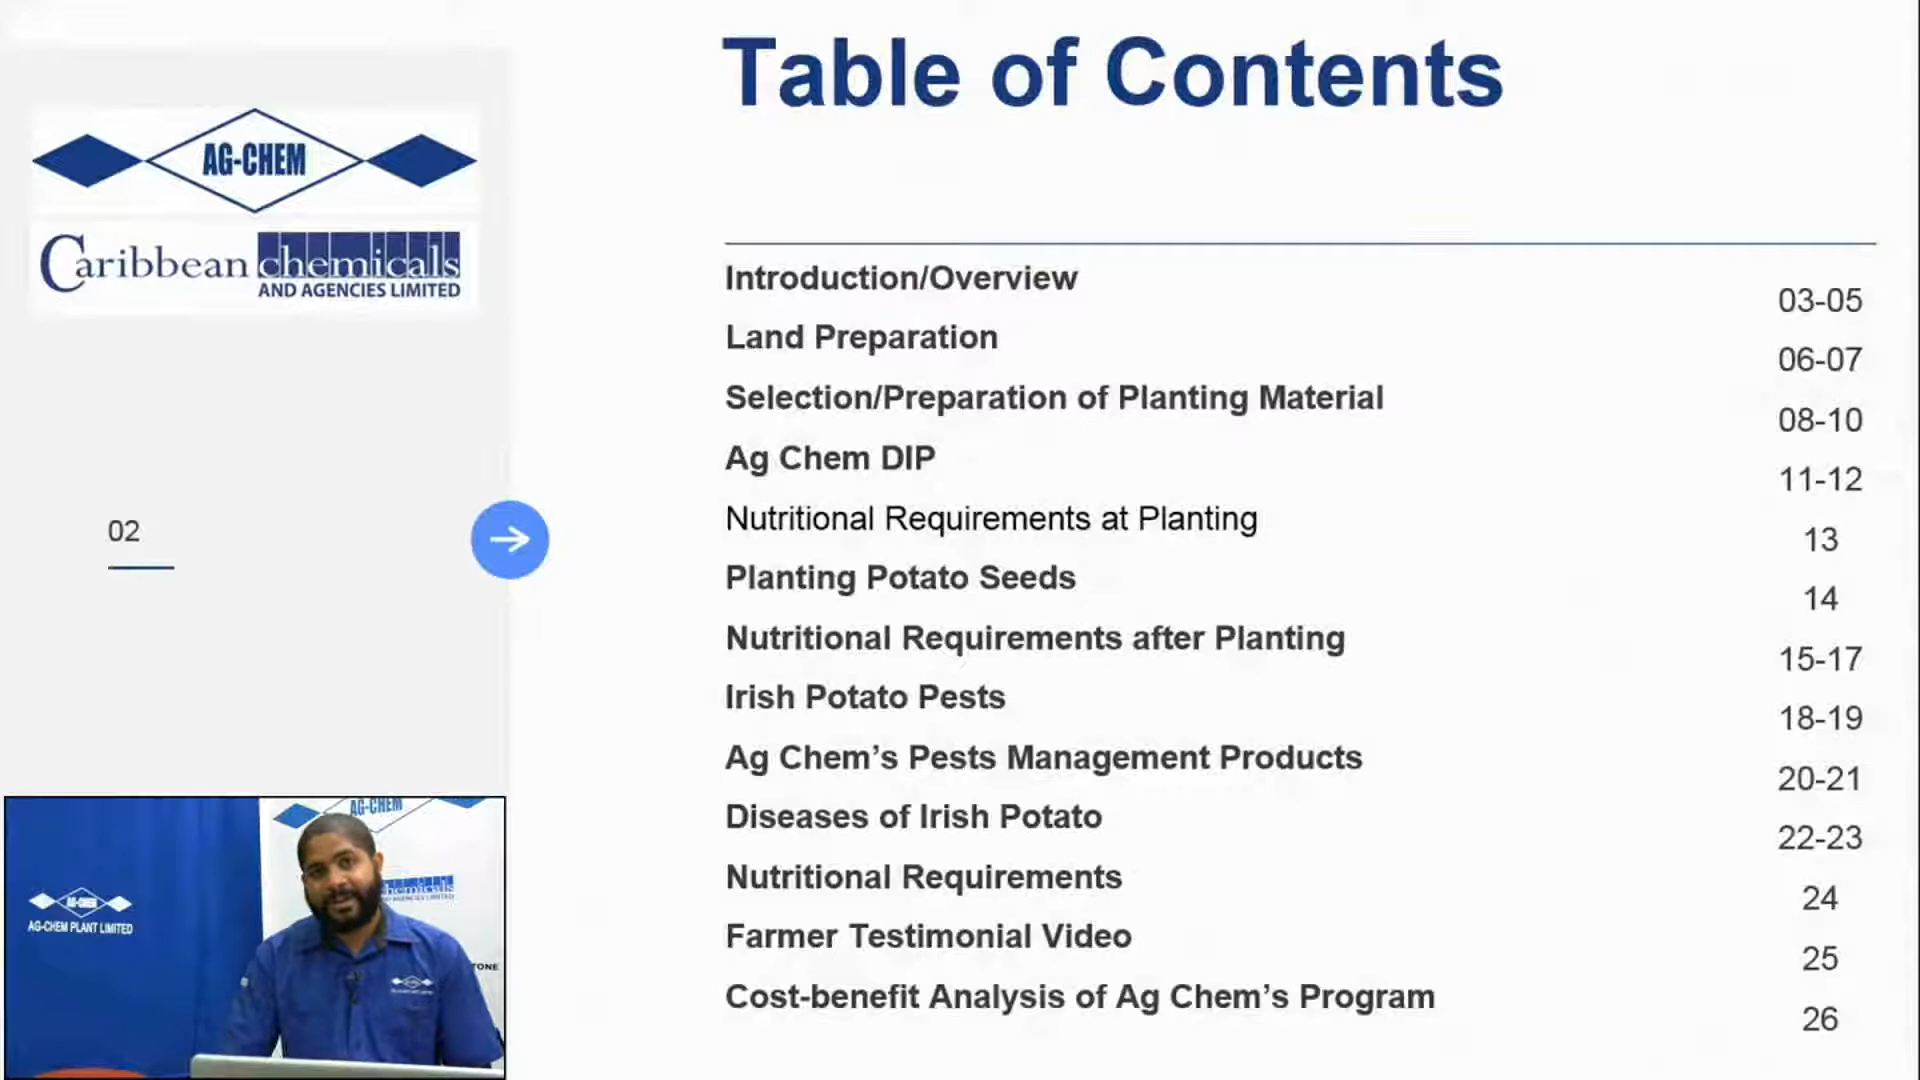 Table of Contents
AG-CHEM
Caribbean chemicals
AND AGENCIES LIMITED
02
Introduction/Overview 03-05
Land Preparation 06-07
Selection/Preparation of Planting Material 08-10
Ag Chem DIP 11-12
Nutritional Requirements at Planting 13
Planting Potato Seeds 14
Nutritional Requirements after Planting 15-17
Irish Potato Pests 18-19
Ag Chem’s Pests Management Products 20-21
Diseases of Irish Potato 22-23
Nutritional Requirements 24
Farmer Testimonial Video 25
Cost-benefit Analysis of Ag Chem’s Program 26
AG-CHEM
hemicals
AG-CHEM
AG-CHEM PLANT LIMITED
TONE